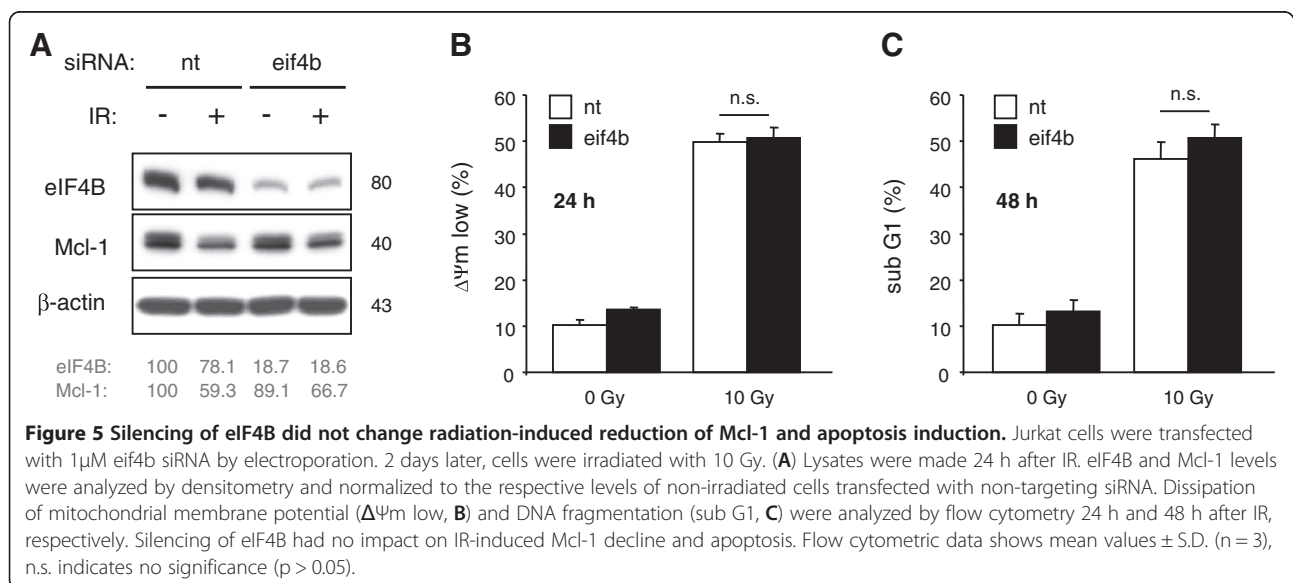 A
siRNA: nt eif4b
IR: - + - +
eIF4B 80
Mcl-1 40
β-actin 43
eIF4B: 100 78.1 18.7 18.6
Mcl-1: 100 59.3 89.1 66.7
B
ΔΨm low (%)
60
50
40
30
20
10
0
nt
eif4b
24 h
n.s.
0 Gy 10 Gy
C
sub G1 (%)
60
50
40
30
20
10
0
nt
eif4b
48 h
n.s.
0 Gy 10 Gy
Figure 5 Silencing of eIF4B did not change radiation-induced reduction of Mcl-1 and apoptosis induction. Jurkat cells were transfected
with 1μM eif4b siRNA by electroporation. 2 days later, cells were irradiated with 10 Gy. (A) Lysates were made 24 h after IR. eIF4B and Mcl-1 levels
were analyzed by densitometry and normalized to the respective levels of non-irradiated cells transfected with non-targeting siRNA. Dissipation
of mitochondrial membrane potential (ΔΨm low, B) and DNA fragmentation (sub G1, C) were analyzed by flow cytometry 24 h and 48 h after IR,
respectively. Silencing of eIF4B had no impact on IR-induced Mcl-1 decline and apoptosis. Flow cytometric data shows mean values ± S.D. (n = 3),
n.s. indicates no significance (p > 0.05).